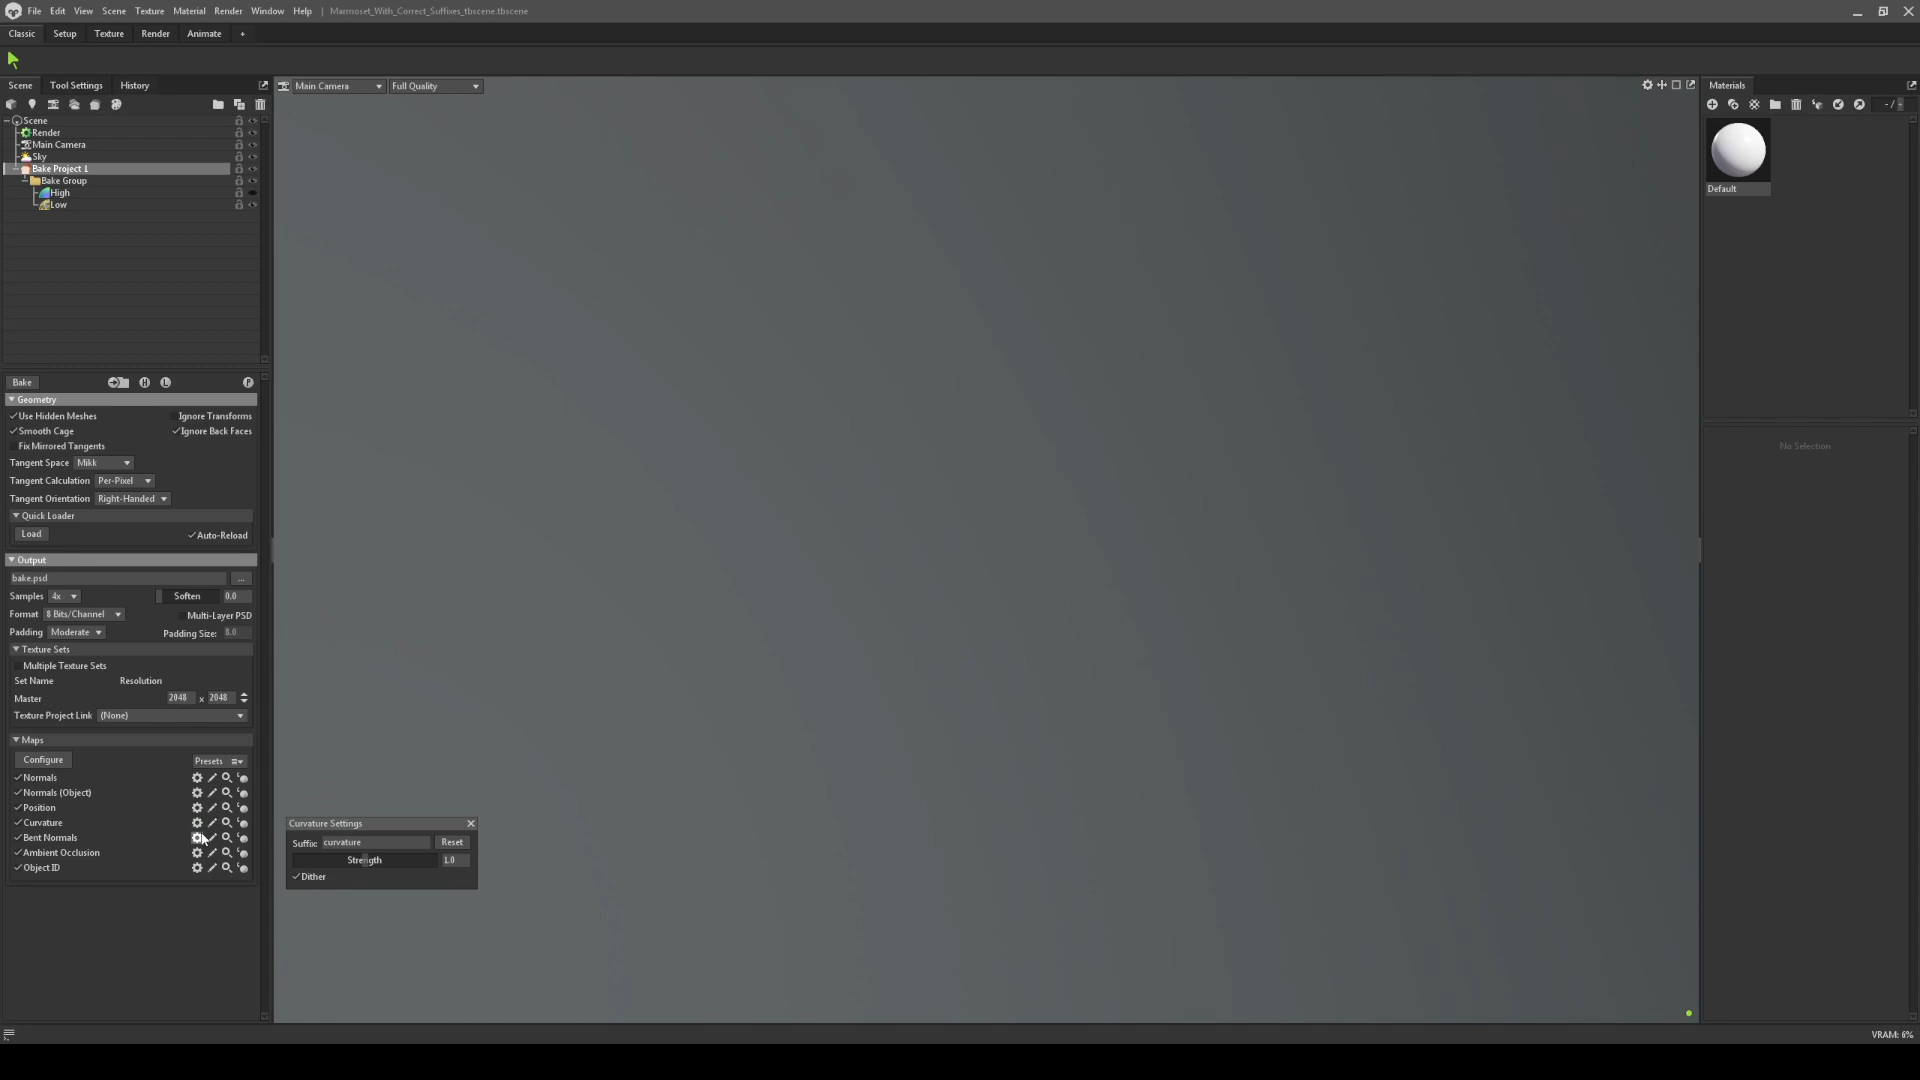 File Edit View Scene Texture Material Render Window Help | Marmoset_With_Correct_Suffixes_tbscene.tbscene
Classic Setup Texture Render Animate +
Scene Tool Settings History
Main Camera Full Quality
Materials
Scene
Render
Main Camera
Sky
Bake Project 1
Bake Group
High
Low
- / -
Default
Bake H L P
Geometry
Use Hidden Meshes Ignore Transforms
Smooth Cage Ignore Back Faces
Fix Mirrored Tangents
Tangent Space Mikk
Tangent Calculation Per-Pixel
Tangent Orientation Right-Handed
Quick Loader
Load Auto-Reload
Output
bake.psd ...
Samples 4x Soften 0.0
Format 8 Bits/Channel Multi-Layer PSD
Padding Moderate Padding Size: 8.0
Texture Sets
Multiple Texture Sets
Set Name Resolution
Master 2048 x 2048
Texture Project Link (None)
Maps
Configure Presets
Normals
Normals (Object)
Position
Curvature
Bent Normals
Ambient Occlusion
Object ID
Curvature Settings
Suffix: curvature Reset
Strength 1.0
Dither
No Selection
VRAM: 6%